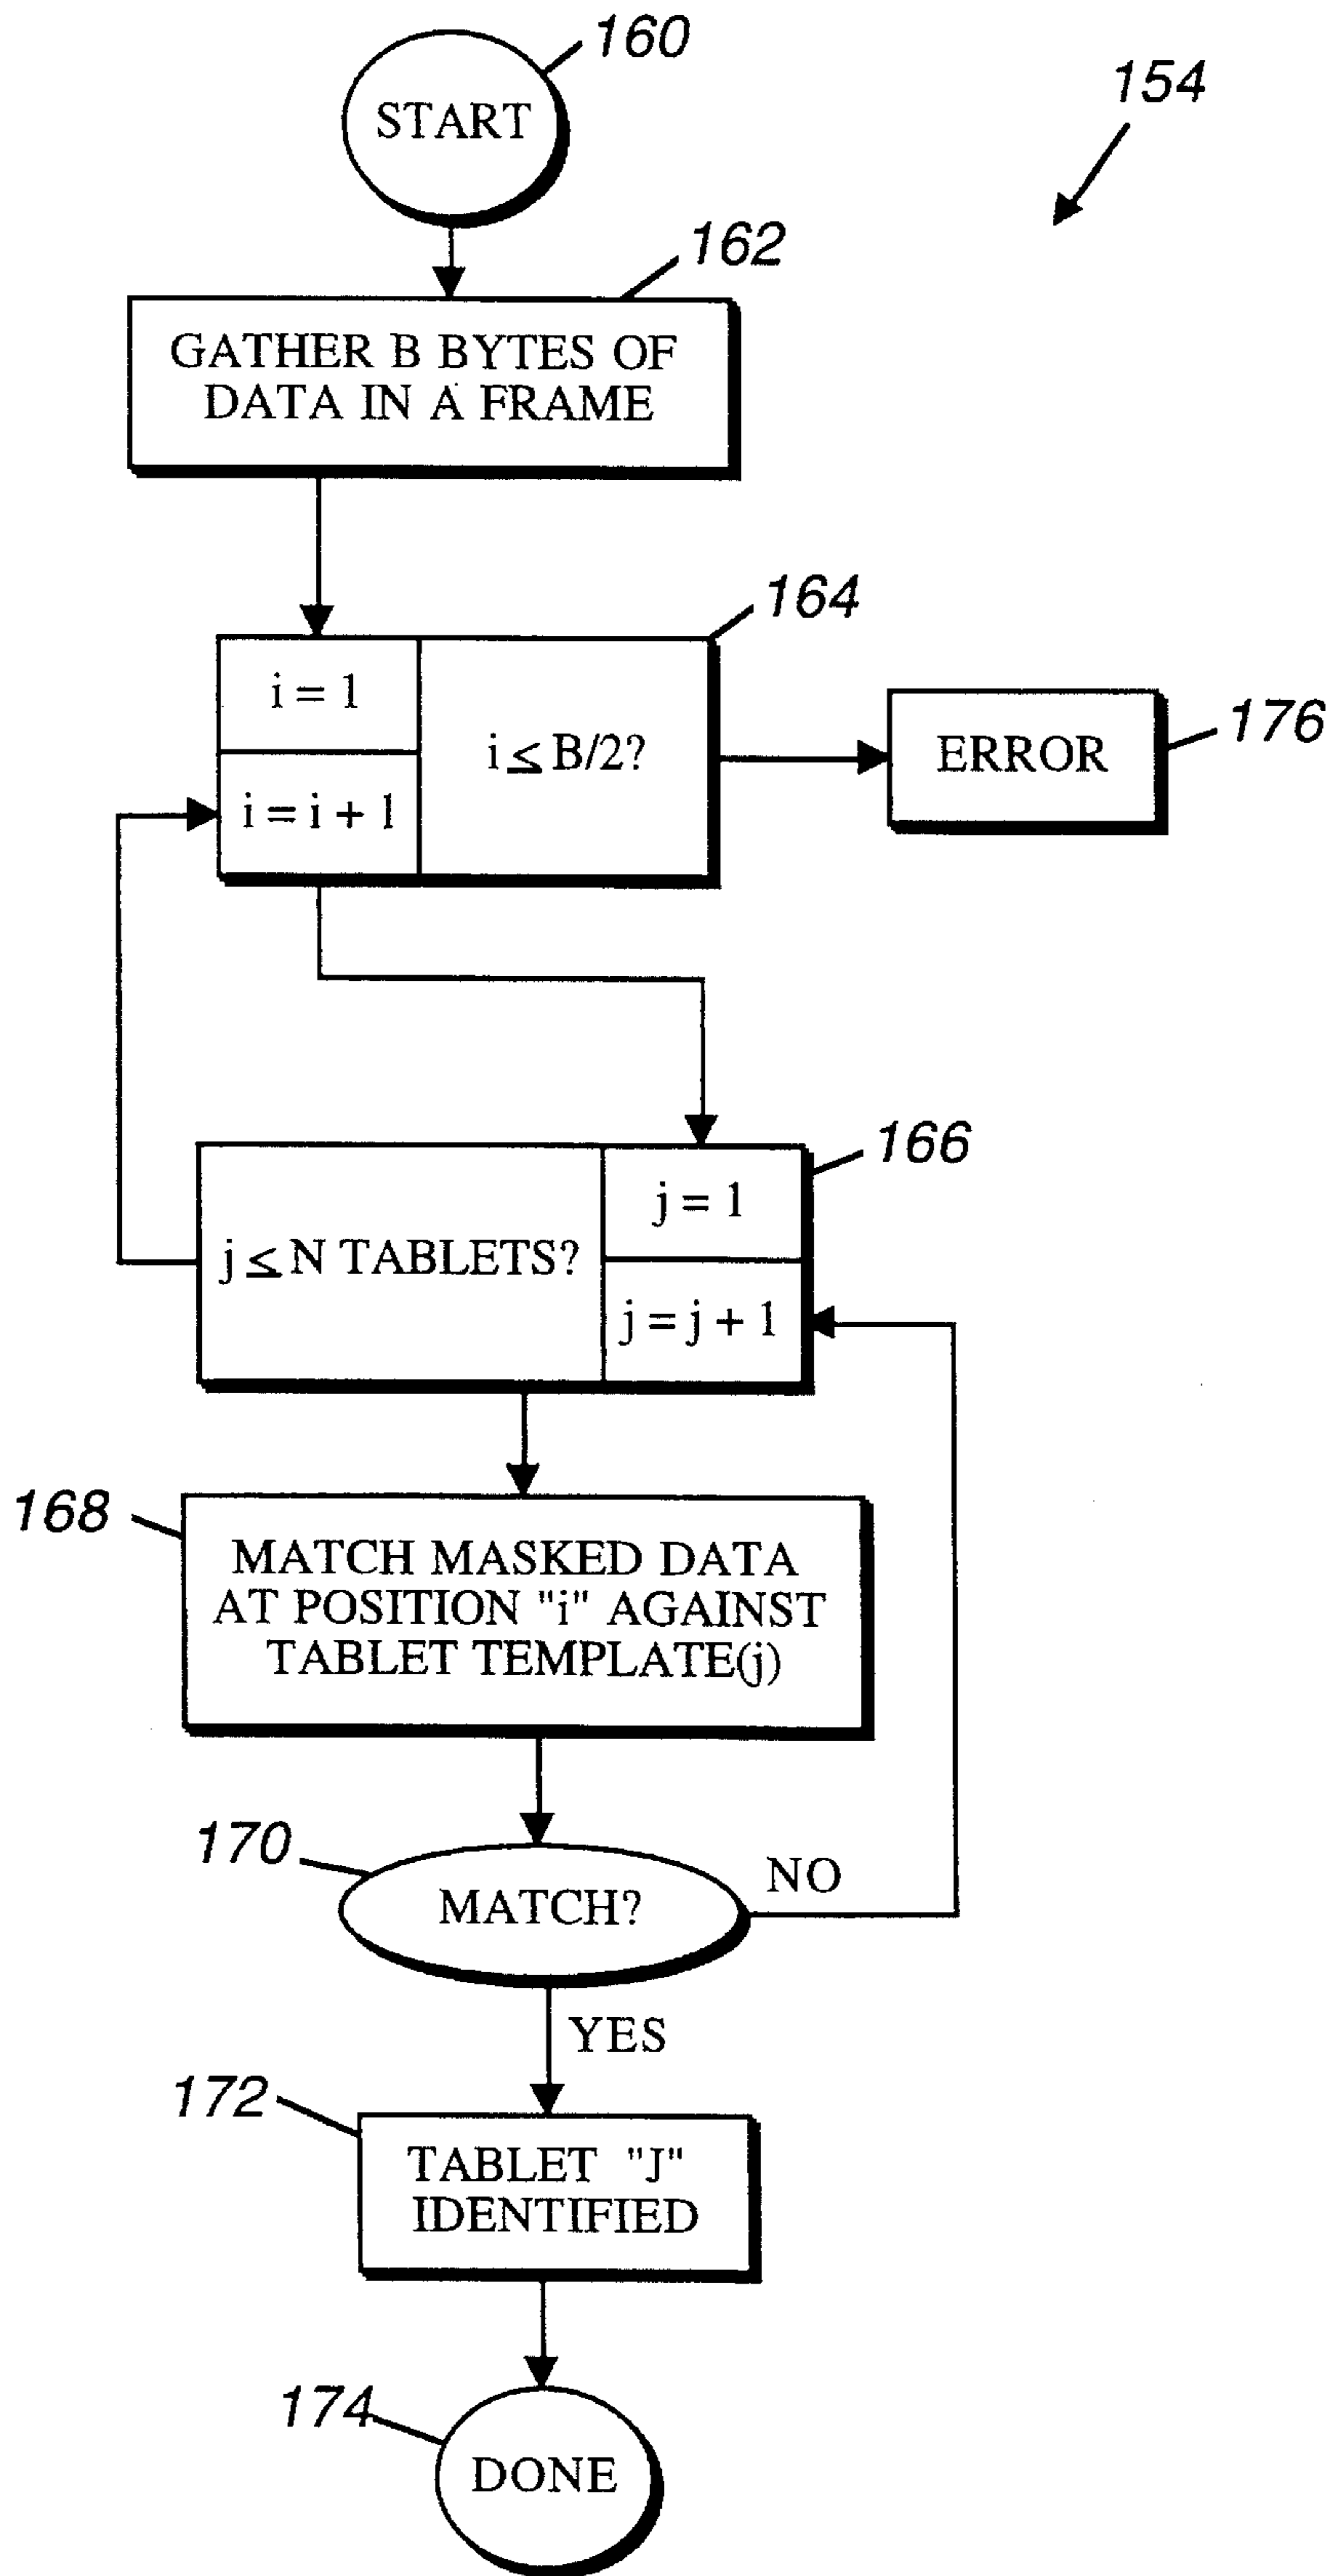 160
START
154
162
GATHER B BYTES OF
DATA IN A FRAME
164
i = 1
i ≤ B/2?
i = i + 1
ERROR
176
166
j = 1
j ≤ N TABLETS?
j = j + 1
168
MATCH MASKED DATA
AT POSITION "i" AGAINST
TABLET TEMPLATE(j)
170
MATCH?
NO
YES
172
TABLET "J"
IDENTIFIED
174
DONE